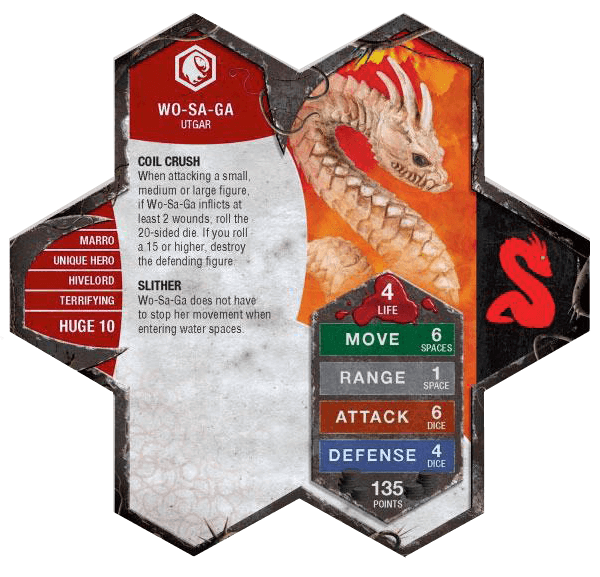 WO-SA-GA
UTGAR
COIL CRUSH
When attacking a small,
medium or large figure,
if Wo-Sa-Ga inflicts at
least 2 wounds, roll the
20-sided die. If you roll
a 15 or higher, destroy
the defending figure.
SLITHER
Wo-Sa-Ga does not have
to stop her movement when
entering water spaces.
MARRO
UNIQUE HERO
HIVELORD
TERRIFYING
HUGE 10
4
LIFE
MOVE 6
SPACES
RANGE 1
SPACE
ATTACK 6
DICE
DEFENSE 4
DICE
135
POINTS